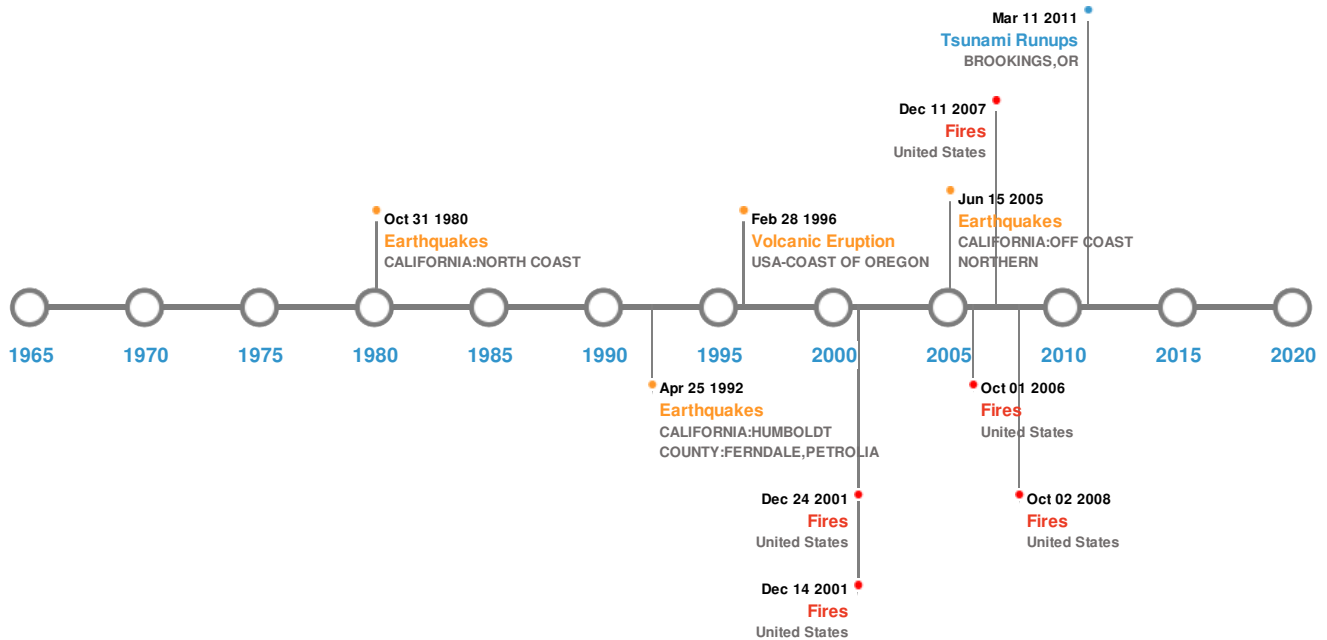 Mar 11 2011
Tsunami Runups
BROOKINGS,OR
Dec 11 2007
Fires
United States
Oct 31 1980
Earthquakes
CALIFORNIA:NORTH COAST
Feb 28 1996
Volcanic Eruption
USA-COAST OF OREGON
Jun 15 2005
Earthquakes
CALIFORNIA:OFF COAST
NORTHERN
1965 1970 1975 1980 1985 1990 1995 2000 2005 2010 2015 2020
Apr 25 1992
Earthquakes
CALIFORNIA:HUMBOLDT
COUNTY:FERNDALE,PETROLIA
Oct 01 2006
Fires
United States
Dec 24 2001
Fires
United States
Oct 02 2008
Fires
United States
Dec 14 2001
Fires
United States